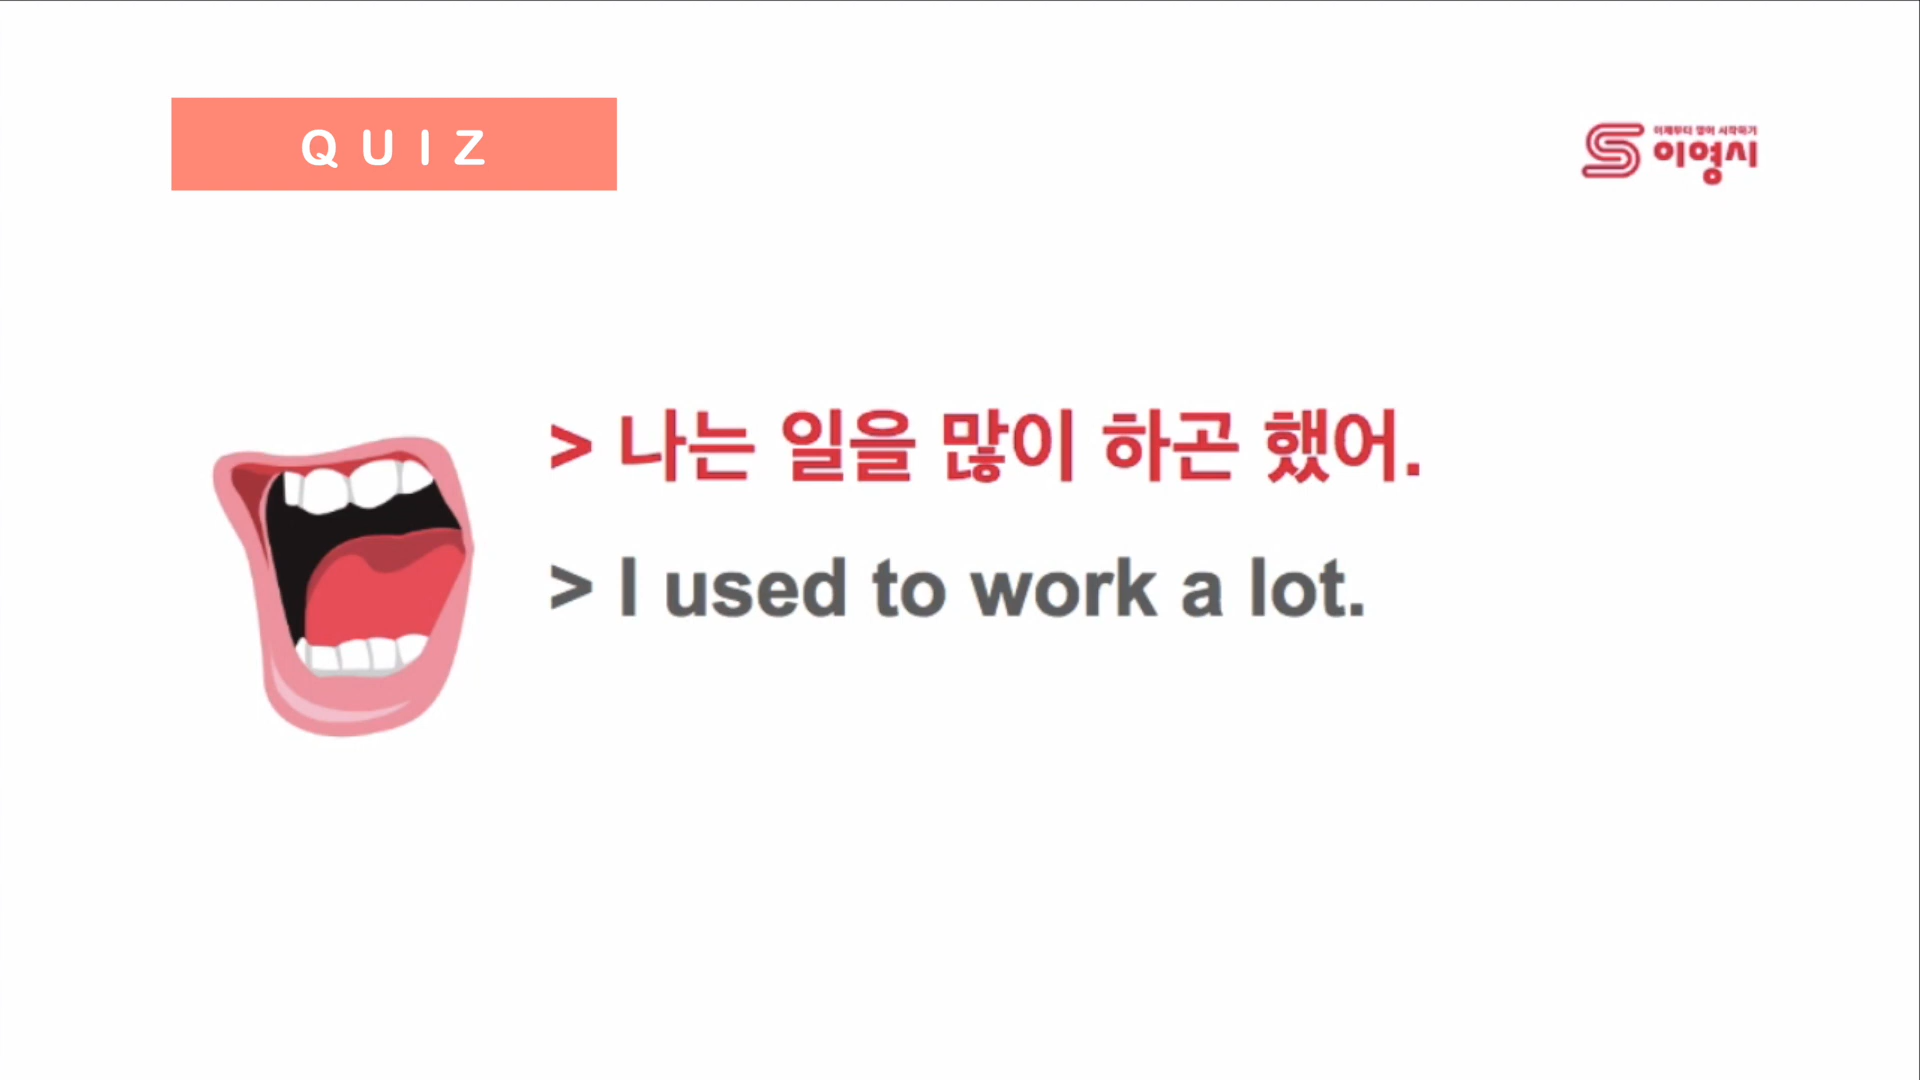 QUIZ
이제부터 영어 시작하기
이영시
> 나는 일을 많이 하곤 했어.
> I used to work a lot.